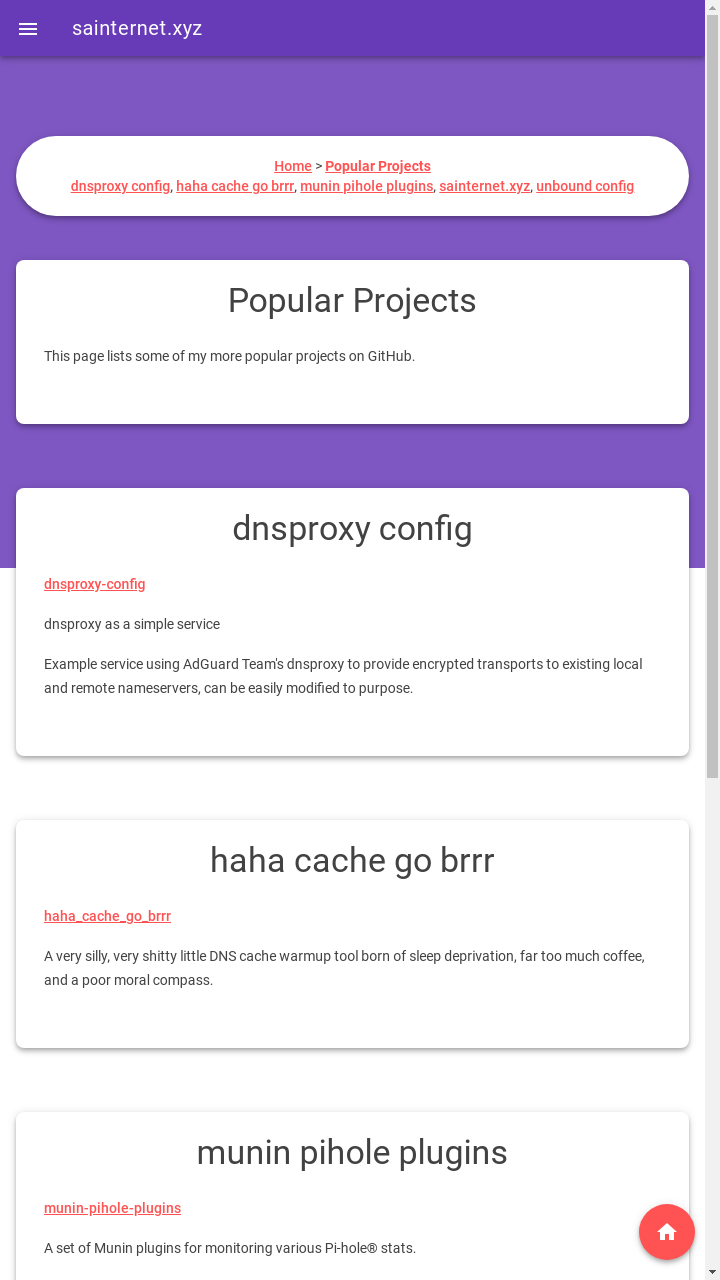 sainternet.xyz
Home > Popular Projects
dnsproxy config, haha cache go brrr, munin pihole plugins, sainternet.xyz, unbound config
Popular Projects
This page lists some of my more popular projects on GitHub.
dnsproxy config
dnsproxy-config
dnsproxy as a simple service
Example service using AdGuard Team's dnsproxy to provide encrypted transports to existing local
and remote nameservers, can be easily modified to purpose.
haha cache go brrr
haha_cache_go_brrr
A very silly, very shitty little DNS cache warmup tool born of sleep deprivation, far too much coffee,
and a poor moral compass.
munin pihole plugins
munin-pihole-plugins
A set of Munin plugins for monitoring various Pi-hole® stats.